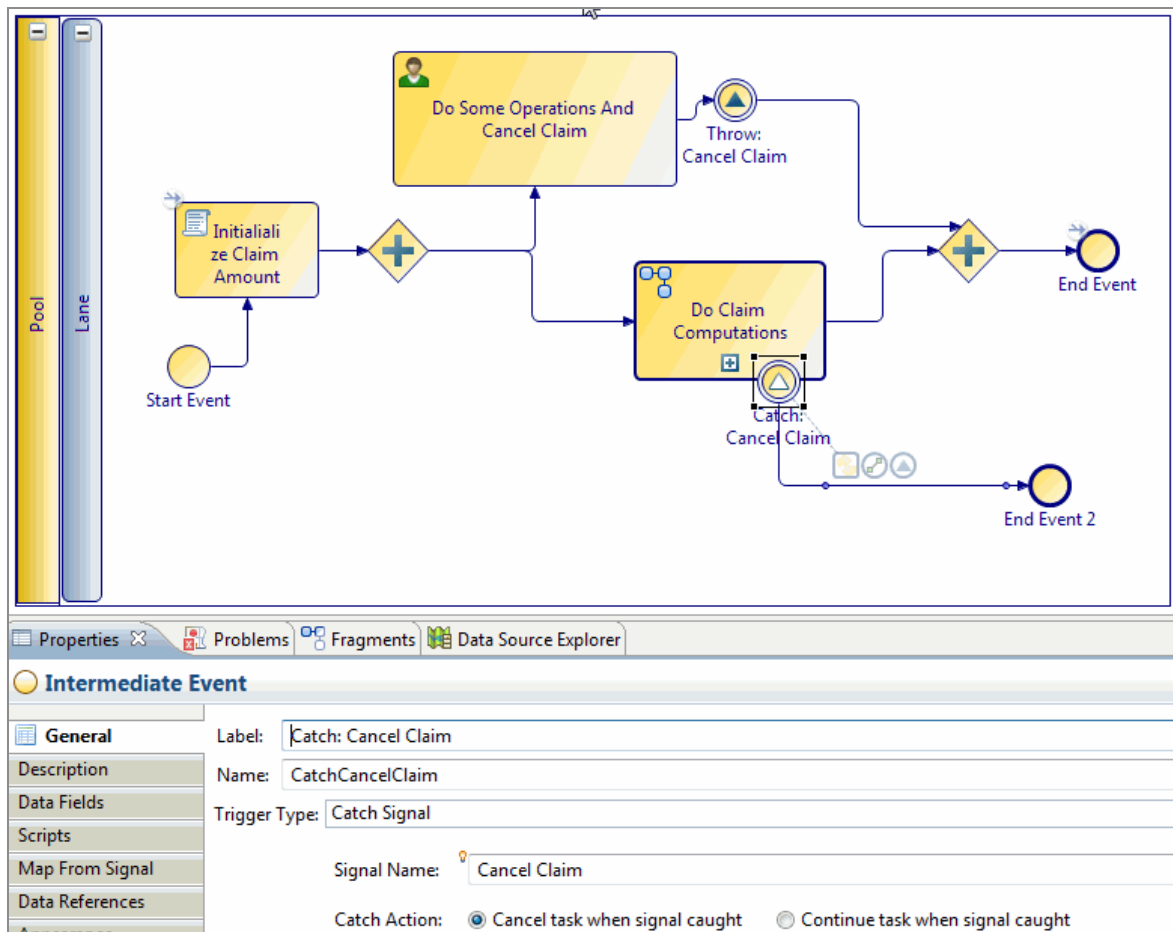 Pool
Lane
Do Some Operations And
Cancel Claim
Throw:
Cancel Claim
Initialiali
ze Claim
Amount
End Event
Do Claim
Computations
Start Event
Catch:
Cancel Claim
End Event 2
Properties
Problems
Fragments
Data Source Explorer
Intermediate Event
General
Label: Catch: Cancel Claim
Description
Name: CatchCancelClaim
Data Fields
Trigger Type: Catch Signal
Scripts
Map From Signal
Signal Name: Cancel Claim
Data References
Catch Action: Cancel task when signal caught Continue task when signal caught